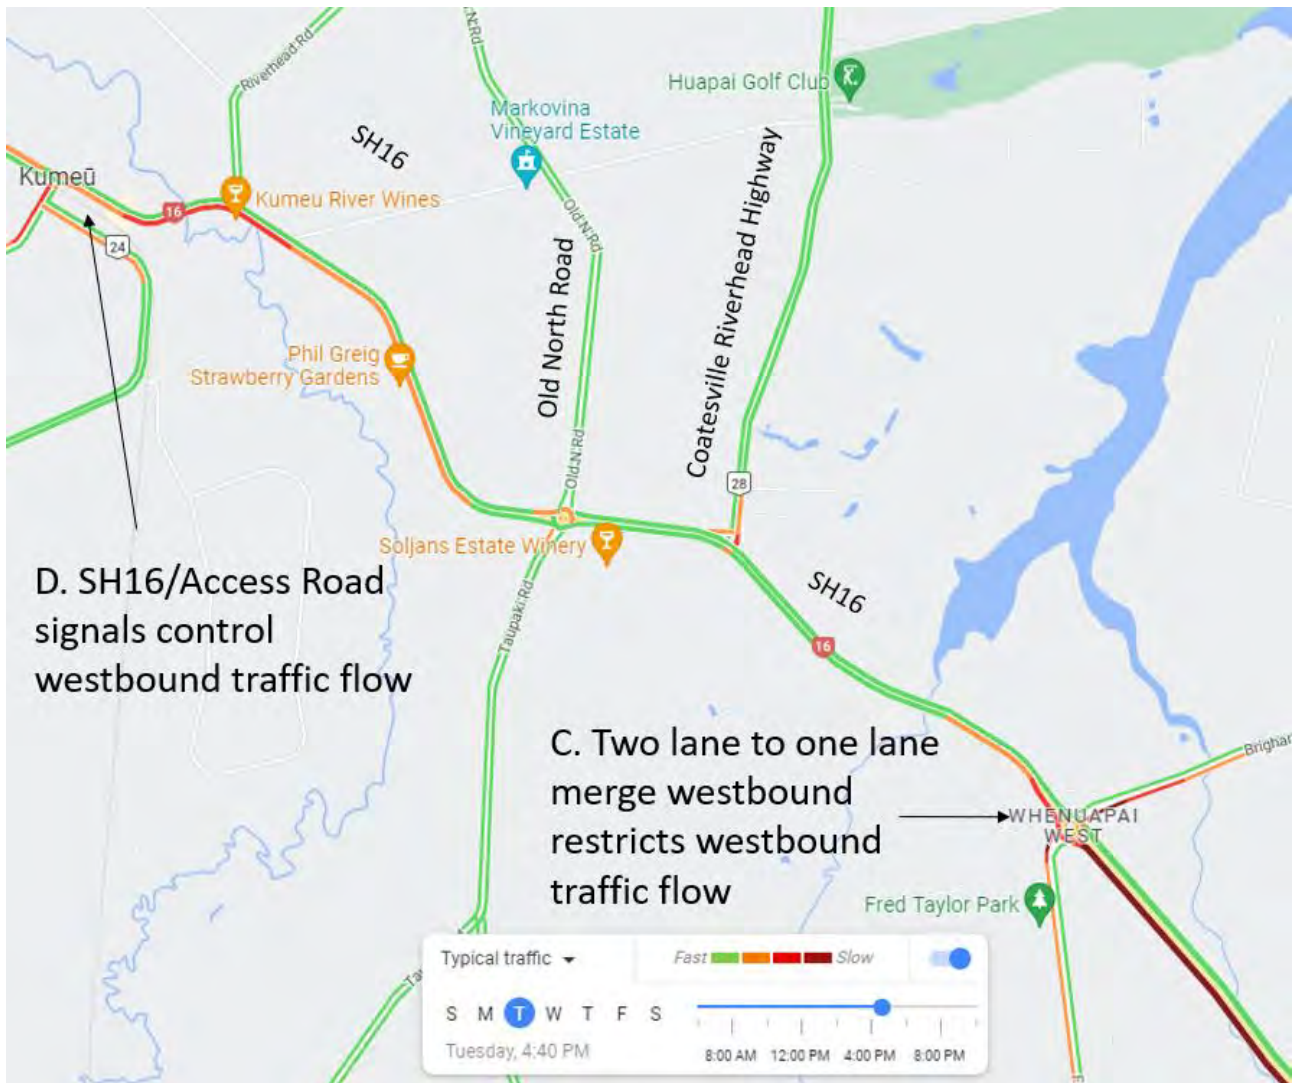 Riverhead Rd
N. Rd
Huapai Golf Club
Markovina
Vineyard Estate
SH16
Kumeū
16
Kumeu River Wines
24
Old N. Rd
Old North Road
Coatesville Riverhead Highway
Phil Greig
Strawberry Gardens
Old N. Rd
28
Soljans Estate Winery
D. SH16/Access Road
signals control
westbound traffic flow
Taupaki Rd
SH16
16
C. Two lane to one lane
merge westbound
restricts westbound
traffic flow
Brighar
WHENUAPAI
WEST
Fred Taylor Park
Tau
Typical traffic
Fast
Slow
S M T W T F S
Tuesday, 4:40 PM
8:00 AM 12:00 PM 4:00 PM 8:00 PM